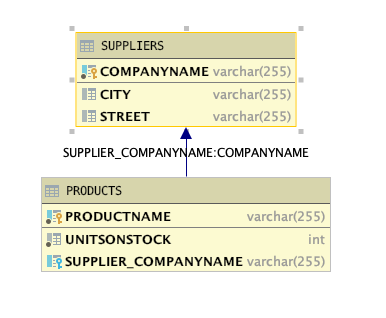 SUPPLIERS
COMPANYNAME varchar(255)
CITY varchar(255)
STREET varchar(255)
SUPPLIER_COMPANYNAME:COMPANYNAME
PRODUCTS
PRODUCTNAME varchar(255)
UNITSONSTOCK int
SUPPLIER_COMPANYNAME varchar(255)